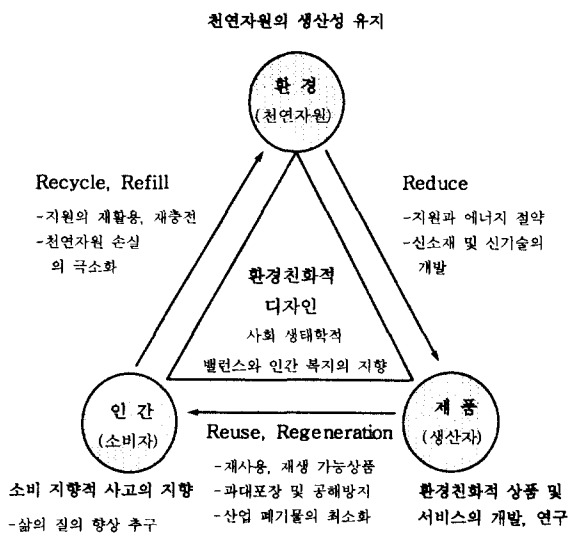 천연자원의 생산성 유지
환 경
(천연자원)
Recycle, Refill
-지원의 재활용, 재충전
-천연자원 손실
의 극소화
Reduce
-지원과 에너지 절약
-신소재 및 신기술의
개발
환경친화적
디자인
사회 생태학적
밸런스와 인간 복지의 지향
인 간
(소비자)
제 품
(생산자)
Reuse, Regeneration
-재사용, 재생 가능상품
-과대포장 및 공해방지
-산업 폐기물의 최소화
소비 지향적 사고의 지향
-삶의 질의 향상 추구
환경친화적 상품 및
서비스의 개발, 연구